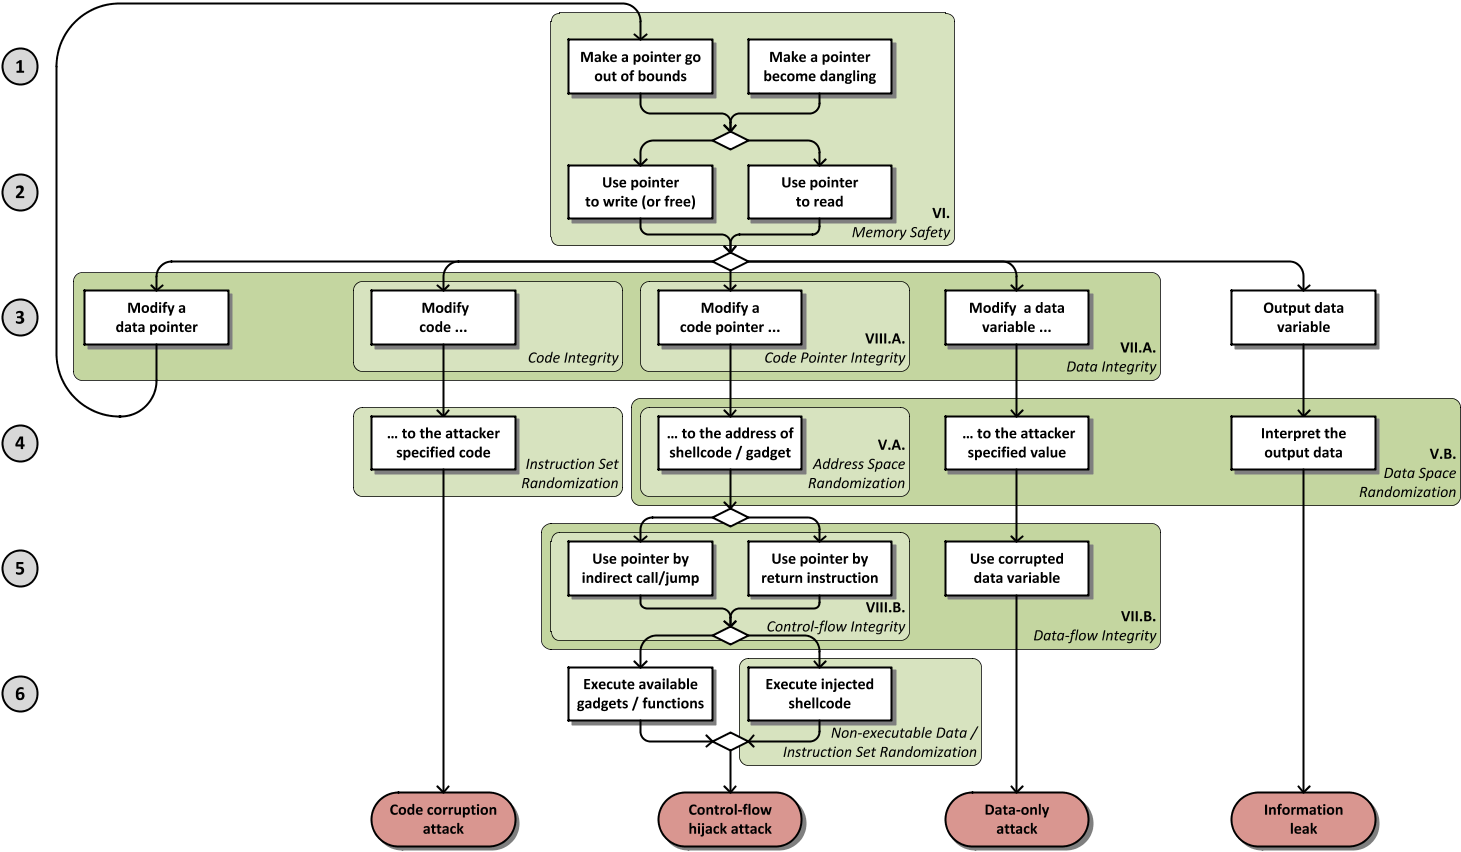 1
Make a pointer go
out of bounds
Make a pointer
become dangling
2
Use pointer
to write (or free)
Use pointer
to read
VI.
Memory Safety
3
Modify a
data pointer
Modify
code ...
Code Integrity
Modify a
code pointer ...
VIII.A.
Code Pointer Integrity
Modify a data
variable ...
VII.A.
Data Integrity
Output data
variable
4
... to the attacker
specified code
Instruction Set
Randomization
... to the address of
shellcode / gadget
V.A.
Address Space
Randomization
... to the attacker
specified value
Interpret the
output data
V.B.
Data Space
Randomization
5
Use pointer by
indirect call/jump
Use pointer by
return instruction
VIII.B.
Control-flow Integrity
Use corrupted
data variable
VII.B.
Data-flow Integrity
6
Execute available
gadgets / functions
Execute injected
shellcode
Non-executable Data /
Instruction Set Randomization
Code corruption
attack
Control-flow
hijack attack
Data-only
attack
Information
leak